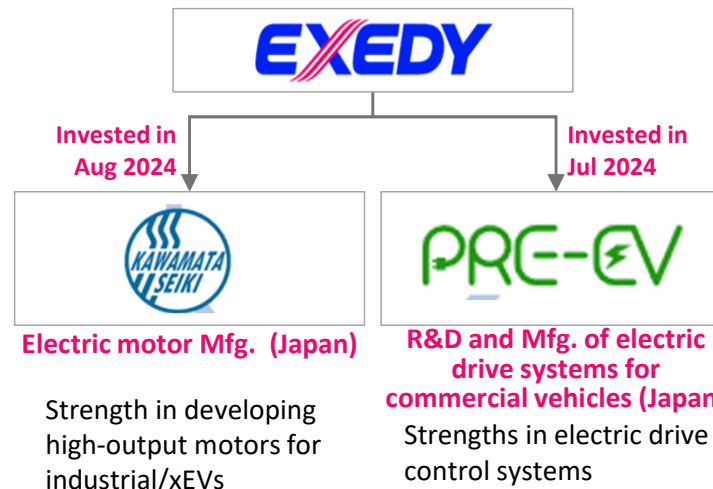 EXEDY
Invested in
Aug 2024
Invested in
Jul 2024
KAWAMATA
SEIKI
PRE-EV
Electric motor Mfg. (Japan)
R&D and Mfg. of electric
drive systems for
commercial vehicles (Japan
Strength in developing
high-output motors for
industrial/xEVs
Strengths in electric drive
control systems